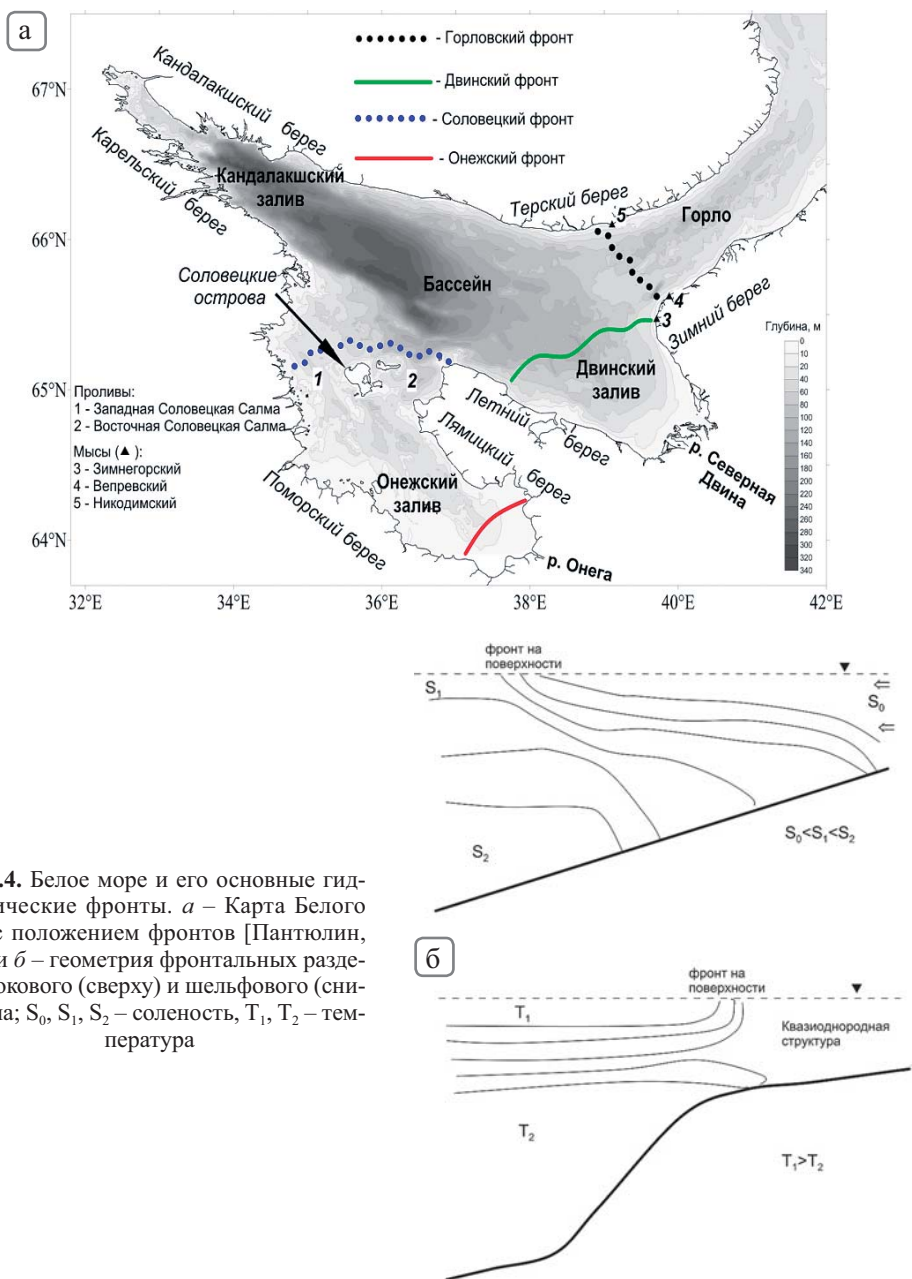 а
- Горловский фронт
- Двинский фронт
- Соловецкий фронт
- Онежский фронт
67°N
66°N
65°N
64°N
Кандалакшский берег
Карельский берег
Кандалакшский
залив
Терский берег
5
Горло
Соловецкие
острова
Бассейн
4
3
Зимний берег
Глубина, м
0
10
20
30
40
50
60
80
100
120
140
160
180
200
220
240
260
280
300
320
340
1
2
Двинский
залив
Летний берег
Проливы:
1 - Западная Соловецкая Салма
2 - Восточная Соловецкая Салма
Мысы (▲):
3 - Зимнегорский
4 - Вепревский
5 - Никодимский
Лямицкий берег
р. Северная
Двина
Онежский
залив
Поморский берег
р. Онега
32°E 34°E 36°E 38°E 40°E 42°E
фронт на
поверхности
S₁
S₀
S₂
S₀<S₁<S₂
.4. Белое море и его основные гид-
ические фронты. а – Карта Белого
с положением фронтов [Пантюлин,
и б – геометрия фронтальных разде-
окового (сверху) и шельфового (сни-
на; S₀, S₁, S₂ – соленость, T₁, T₂ – тем-
пература
б
фронт на
поверхности
T₁
Квазиоднородная
структура
T₂
T₁>T₂